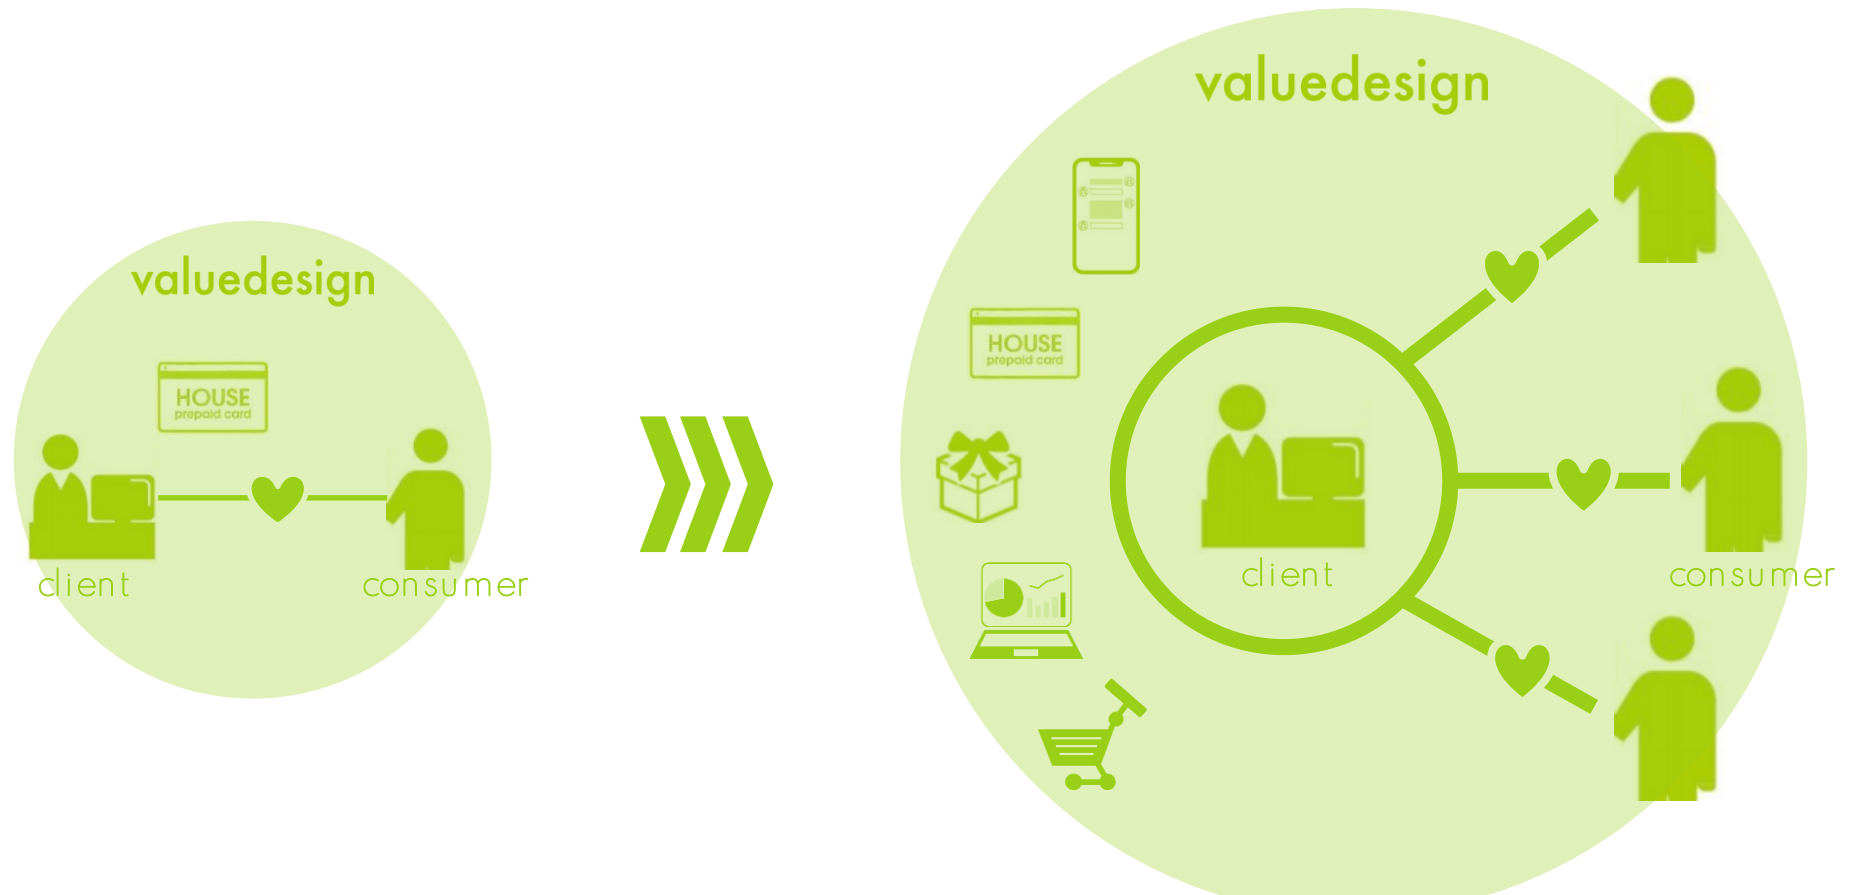 valuedesign
HOUSE
prepaid card
client
consumer
valuedesign
HOUSE
prepaid card
client
consumer